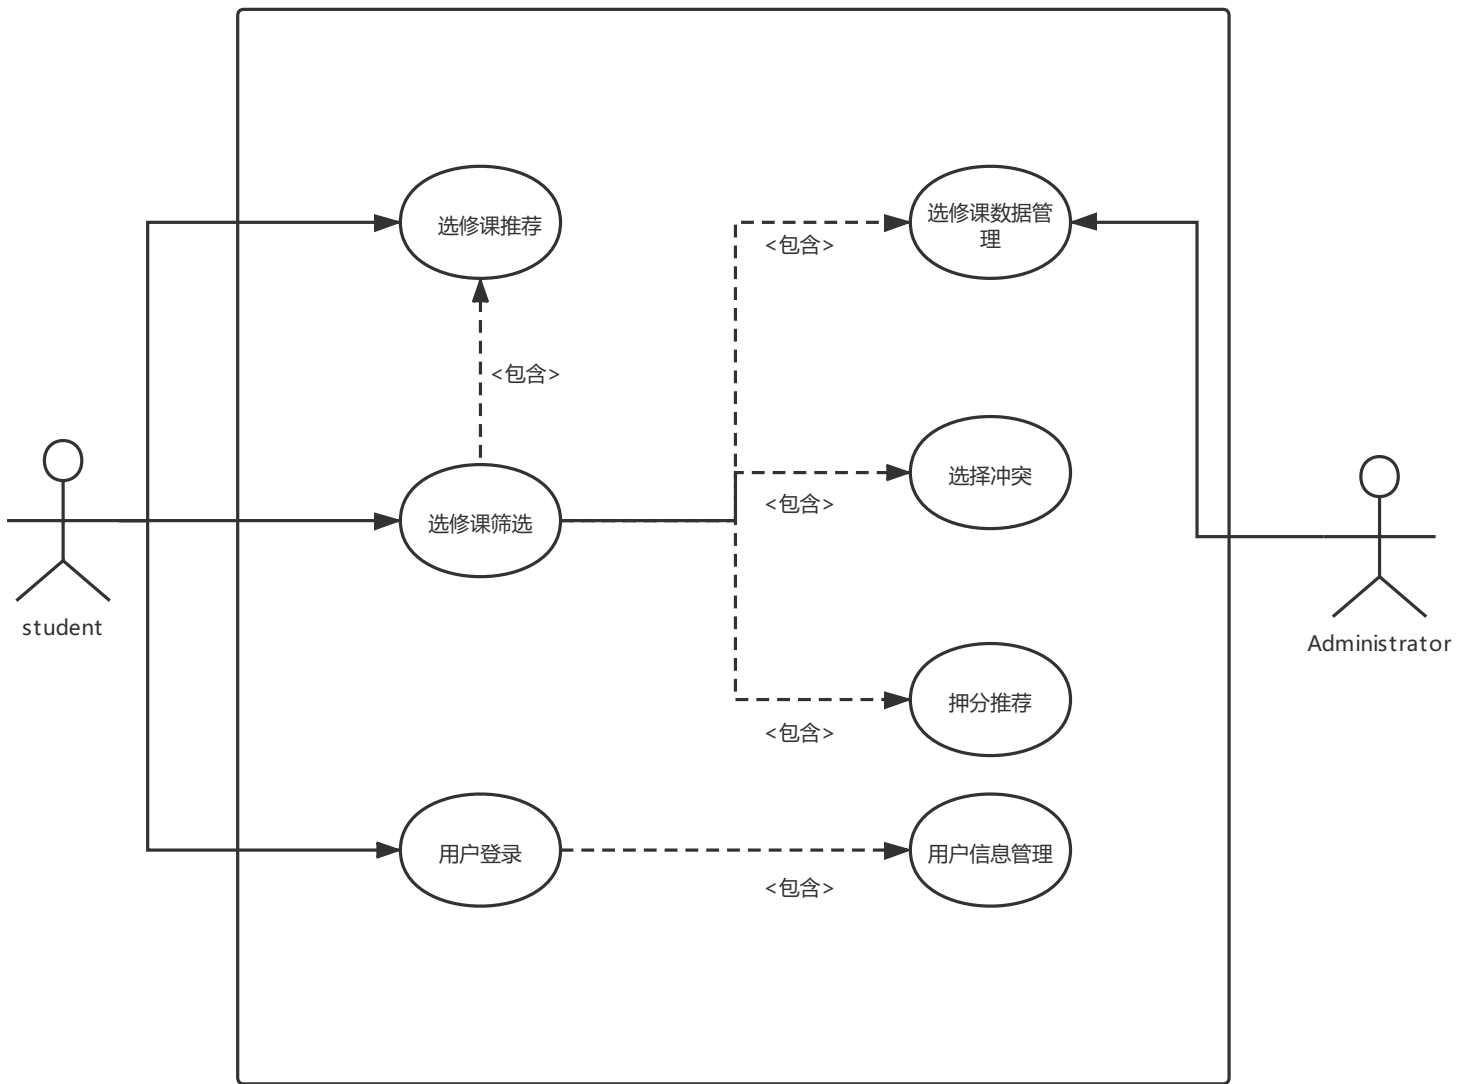 选修课推荐
选修课数据管
理
<包含>
<包含>
选择冲突
<包含>
选修课筛选
student
Administrator
押分推荐
<包含>
用户登录
用户信息管理
<包含>